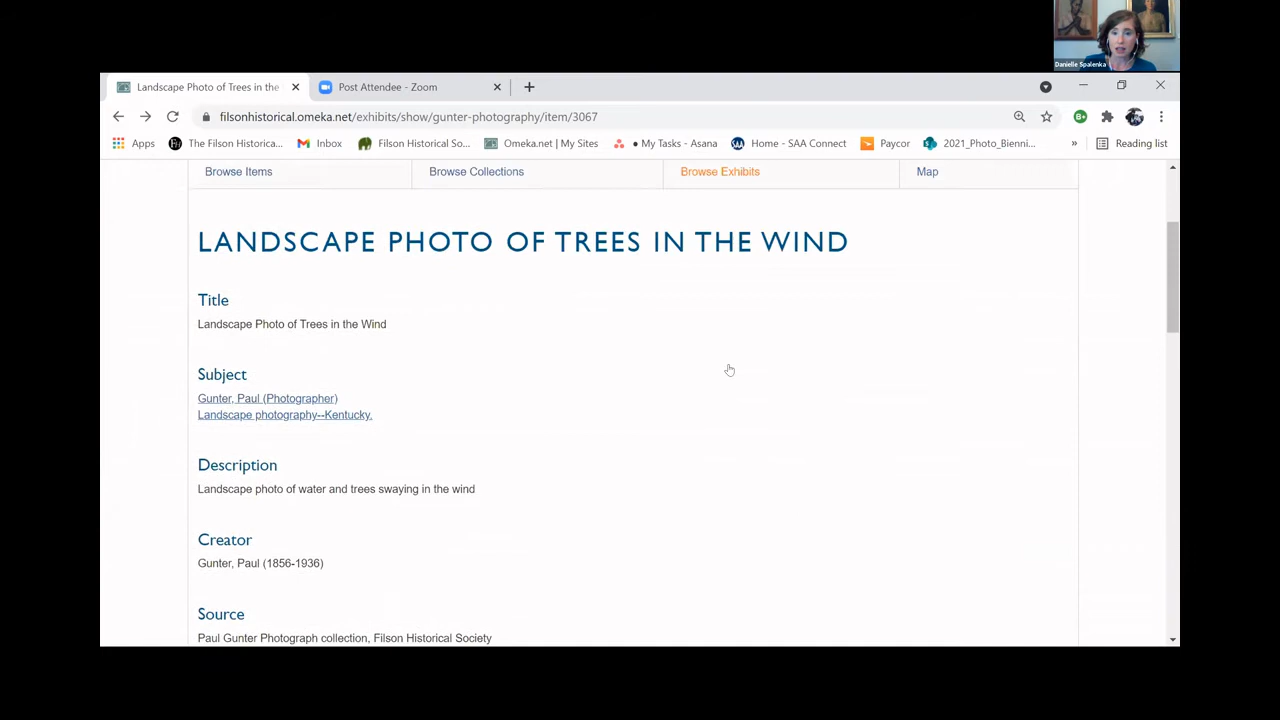 Danielle Spalenka
Landscape Photo of Trees in the
Post Attendee - Zoom
filsonhistorical.omeka.net/exhibits/show/gunter-photography/item/3067
Apps
The Filson Historica...
Inbox
Filson Historical So...
Omeka.net | My Sites
● My Tasks - Asana
Home - SAA Connect
Paycor
2021_Photo_Bienni...
»
Reading list
Browse Items
Browse Collections
Browse Exhibits
Map
LANDSCAPE PHOTO OF TREES IN THE WIND
Title
Landscape Photo of Trees in the Wind
Subject
Gunter, Paul (Photographer)
Landscape photography--Kentucky.
Description
Landscape photo of water and trees swaying in the wind
Creator
Gunter, Paul (1856-1936)
Source
Paul Gunter Photograph collection, Filson Historical Society